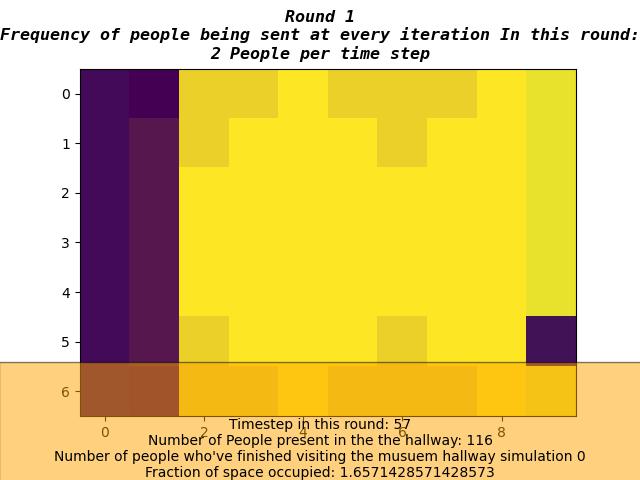 Round 1
Frequency of people being sent at every iteration In this round:
2 People per time step
0
1
2
3
4
5
6
0 2 4 6 8
Timestep in this round: 57
Number of People present in the the hallway: 116
Number of people who've finished visiting the musuem hallway simulation 0
Fraction of space occupied: 1.6571428571428573